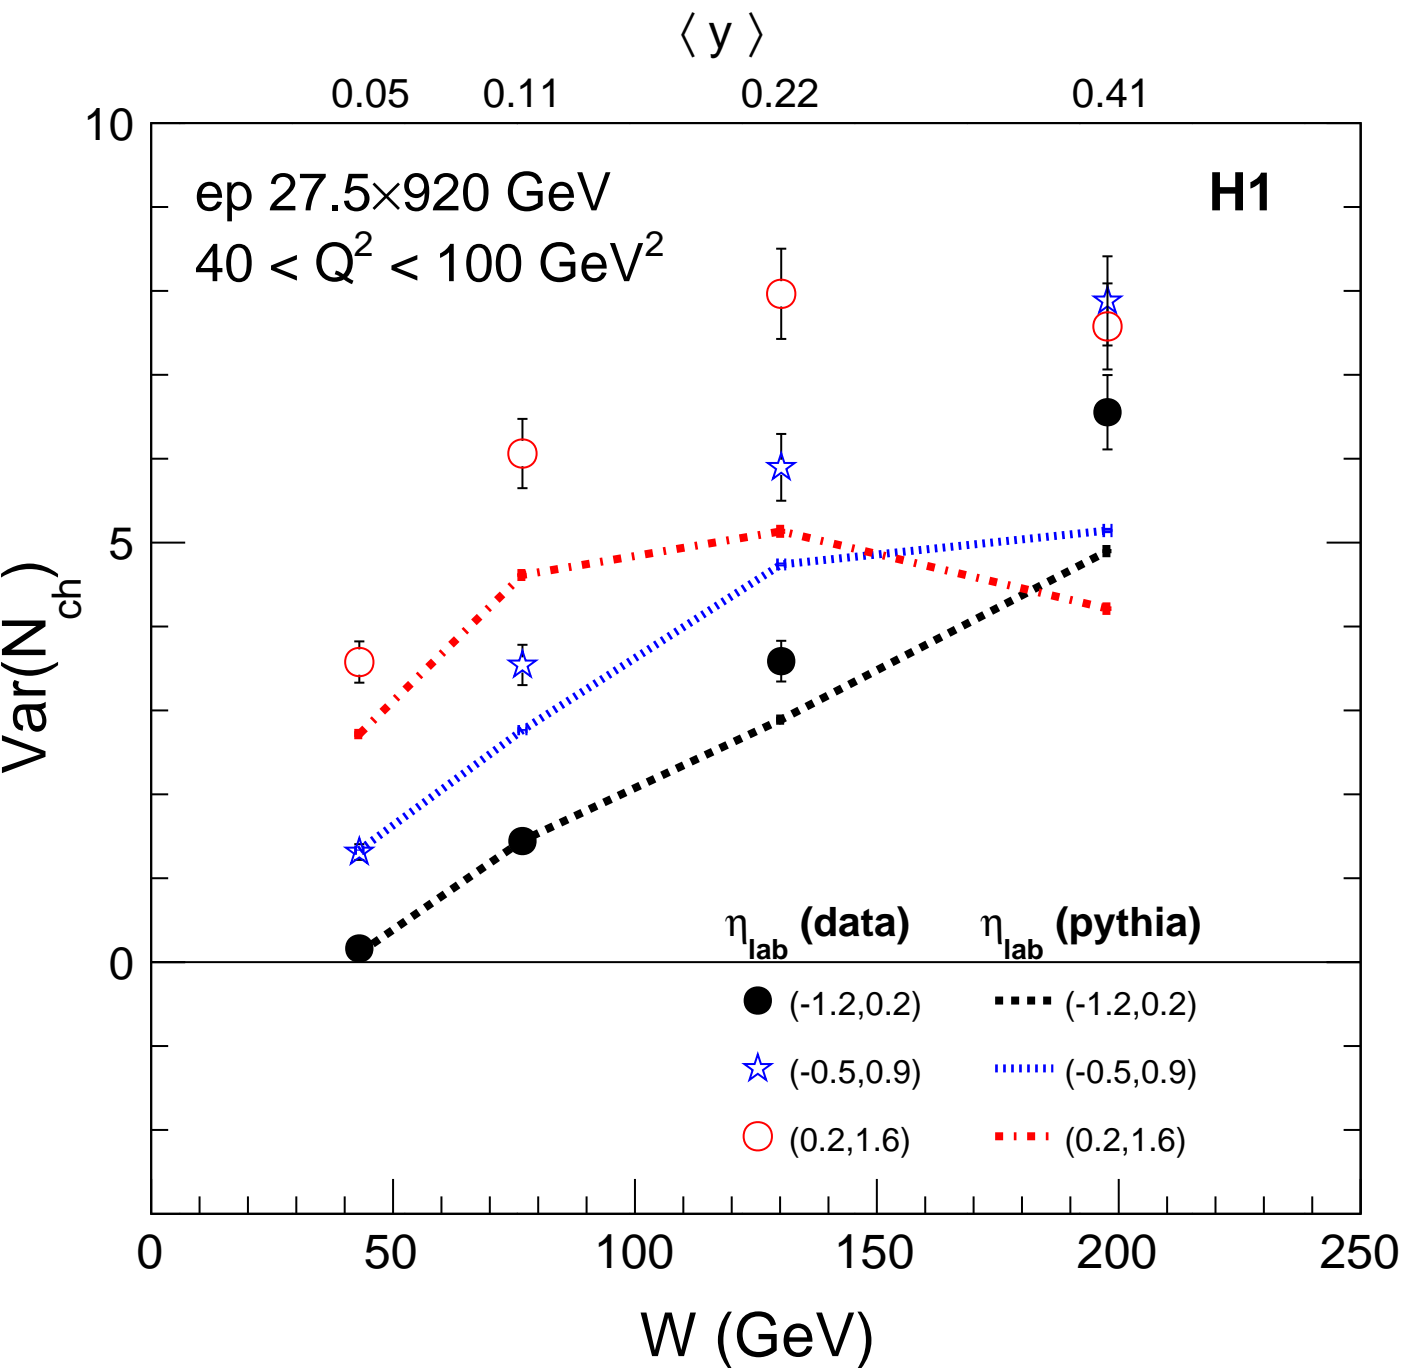 ⟨ y ⟩
0.05 0.11 0.22 0.41
10
ep 27.5×920 GeV
H1
40 < Q² < 100 GeV²
5
Var(N_ch)
η_lab (data) η_lab (pythia)
0
(-1.2,0.2) (-1.2,0.2)
(-0.5,0.9) (-0.5,0.9)
(0.2,1.6) (0.2,1.6)
0 50 100 150 200 250
W (GeV)